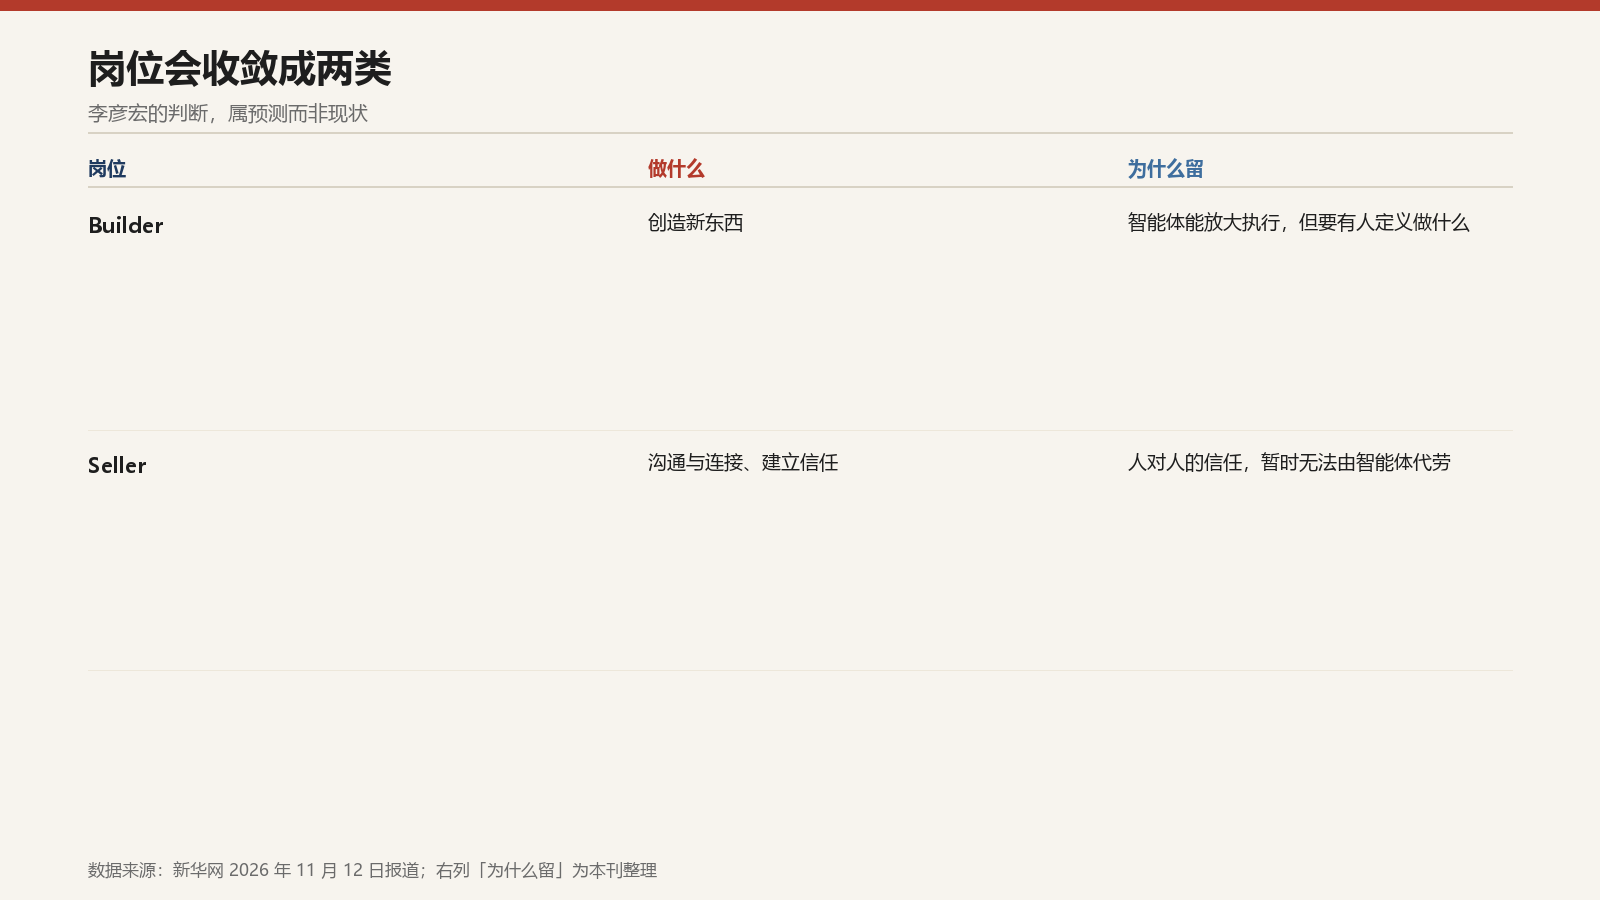 岗位会收敛成两类
李彦宏的判断，属预测而非现状
岗位 做什么 为什么留
Builder 创造新东西 智能体能放大执行，但要有人定义做什么
Seller 沟通与连接、建立信任 人对人的信任，暂时无法由智能体代劳
数据来源：新华网 2026 年 11 月 12 日报道；右列「为什么留」为本刊整理